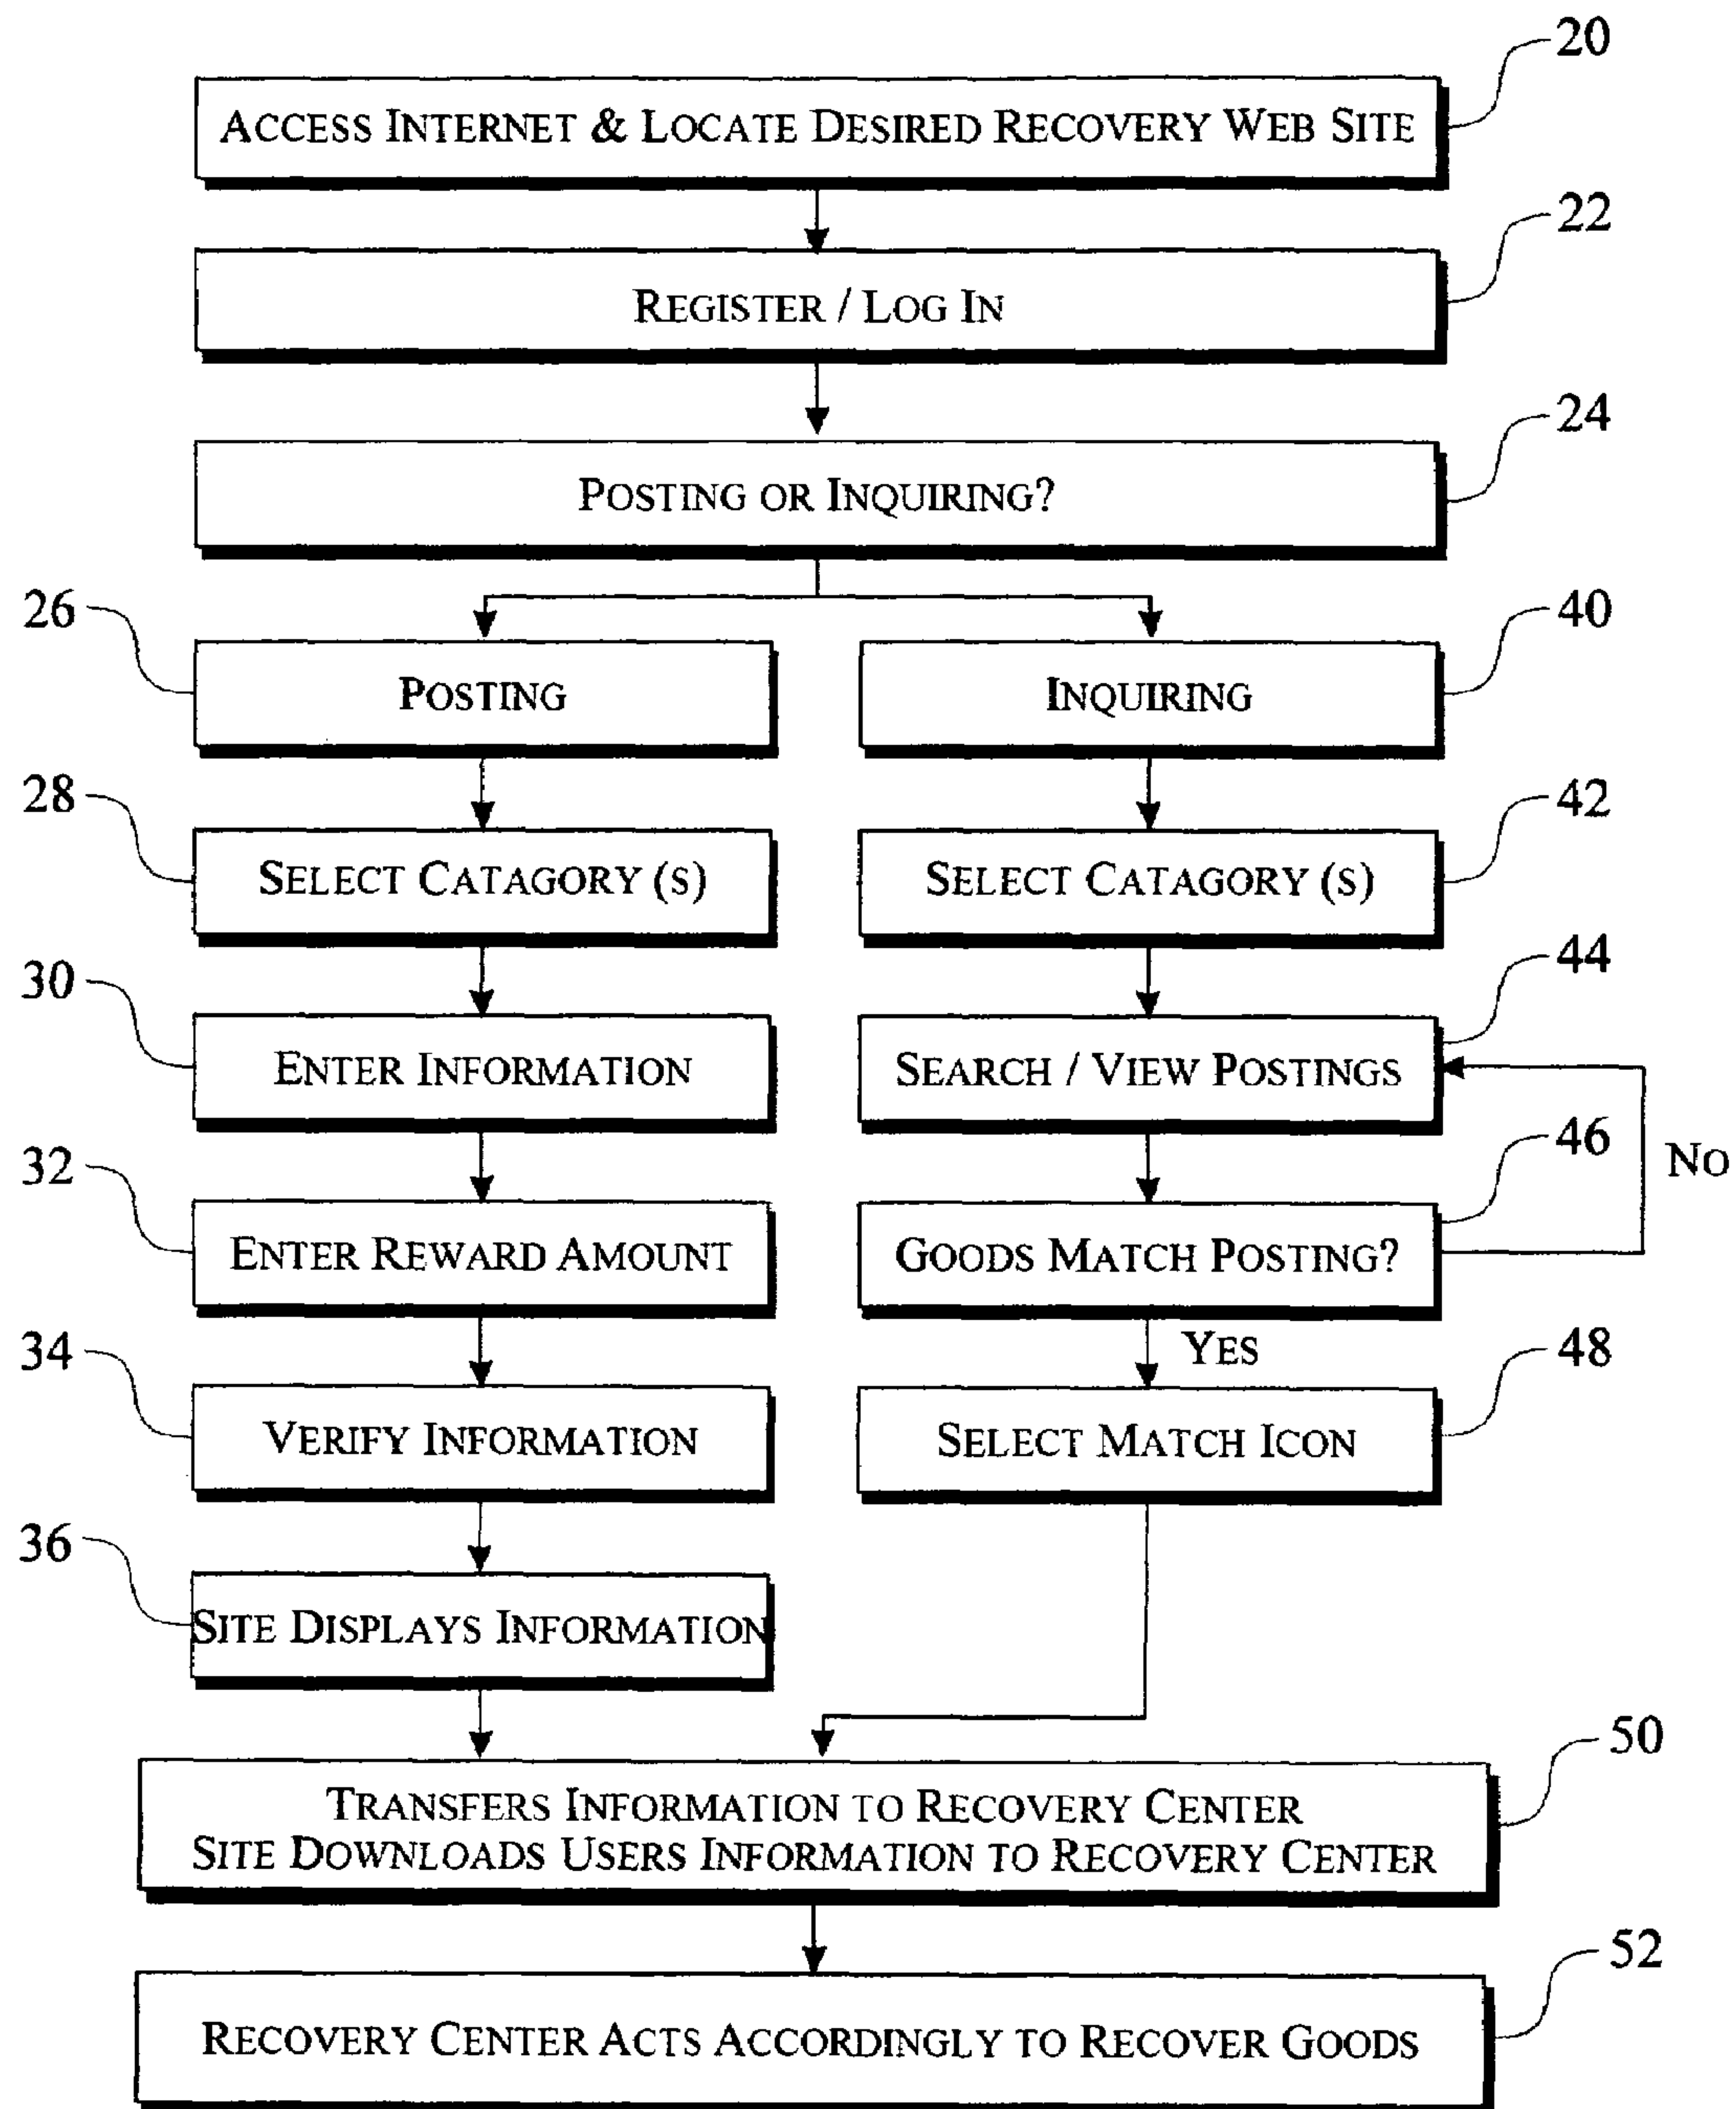 20
ACCESS INTERNET & LOCATE DESIRED RECOVERY WEB SITE
22
REGISTER / LOG IN
24
POSTING OR INQUIRING?
26
POSTING
40
INQUIRING
28
SELECT CATAGORY (S)
42
SELECT CATAGORY (S)
30
ENTER INFORMATION
44
SEARCH / VIEW POSTINGS
32
ENTER REWARD AMOUNT
46
GOODS MATCH POSTING?
NO
YES
34
VERIFY INFORMATION
48
SELECT MATCH ICON
36
SITE DISPLAYS INFORMATION
50
TRANSFERS INFORMATION TO RECOVERY CENTER
SITE DOWNLOADS USERS INFORMATION TO RECOVERY CENTER
52
RECOVERY CENTER ACTS ACCORDINGLY TO RECOVER GOODS